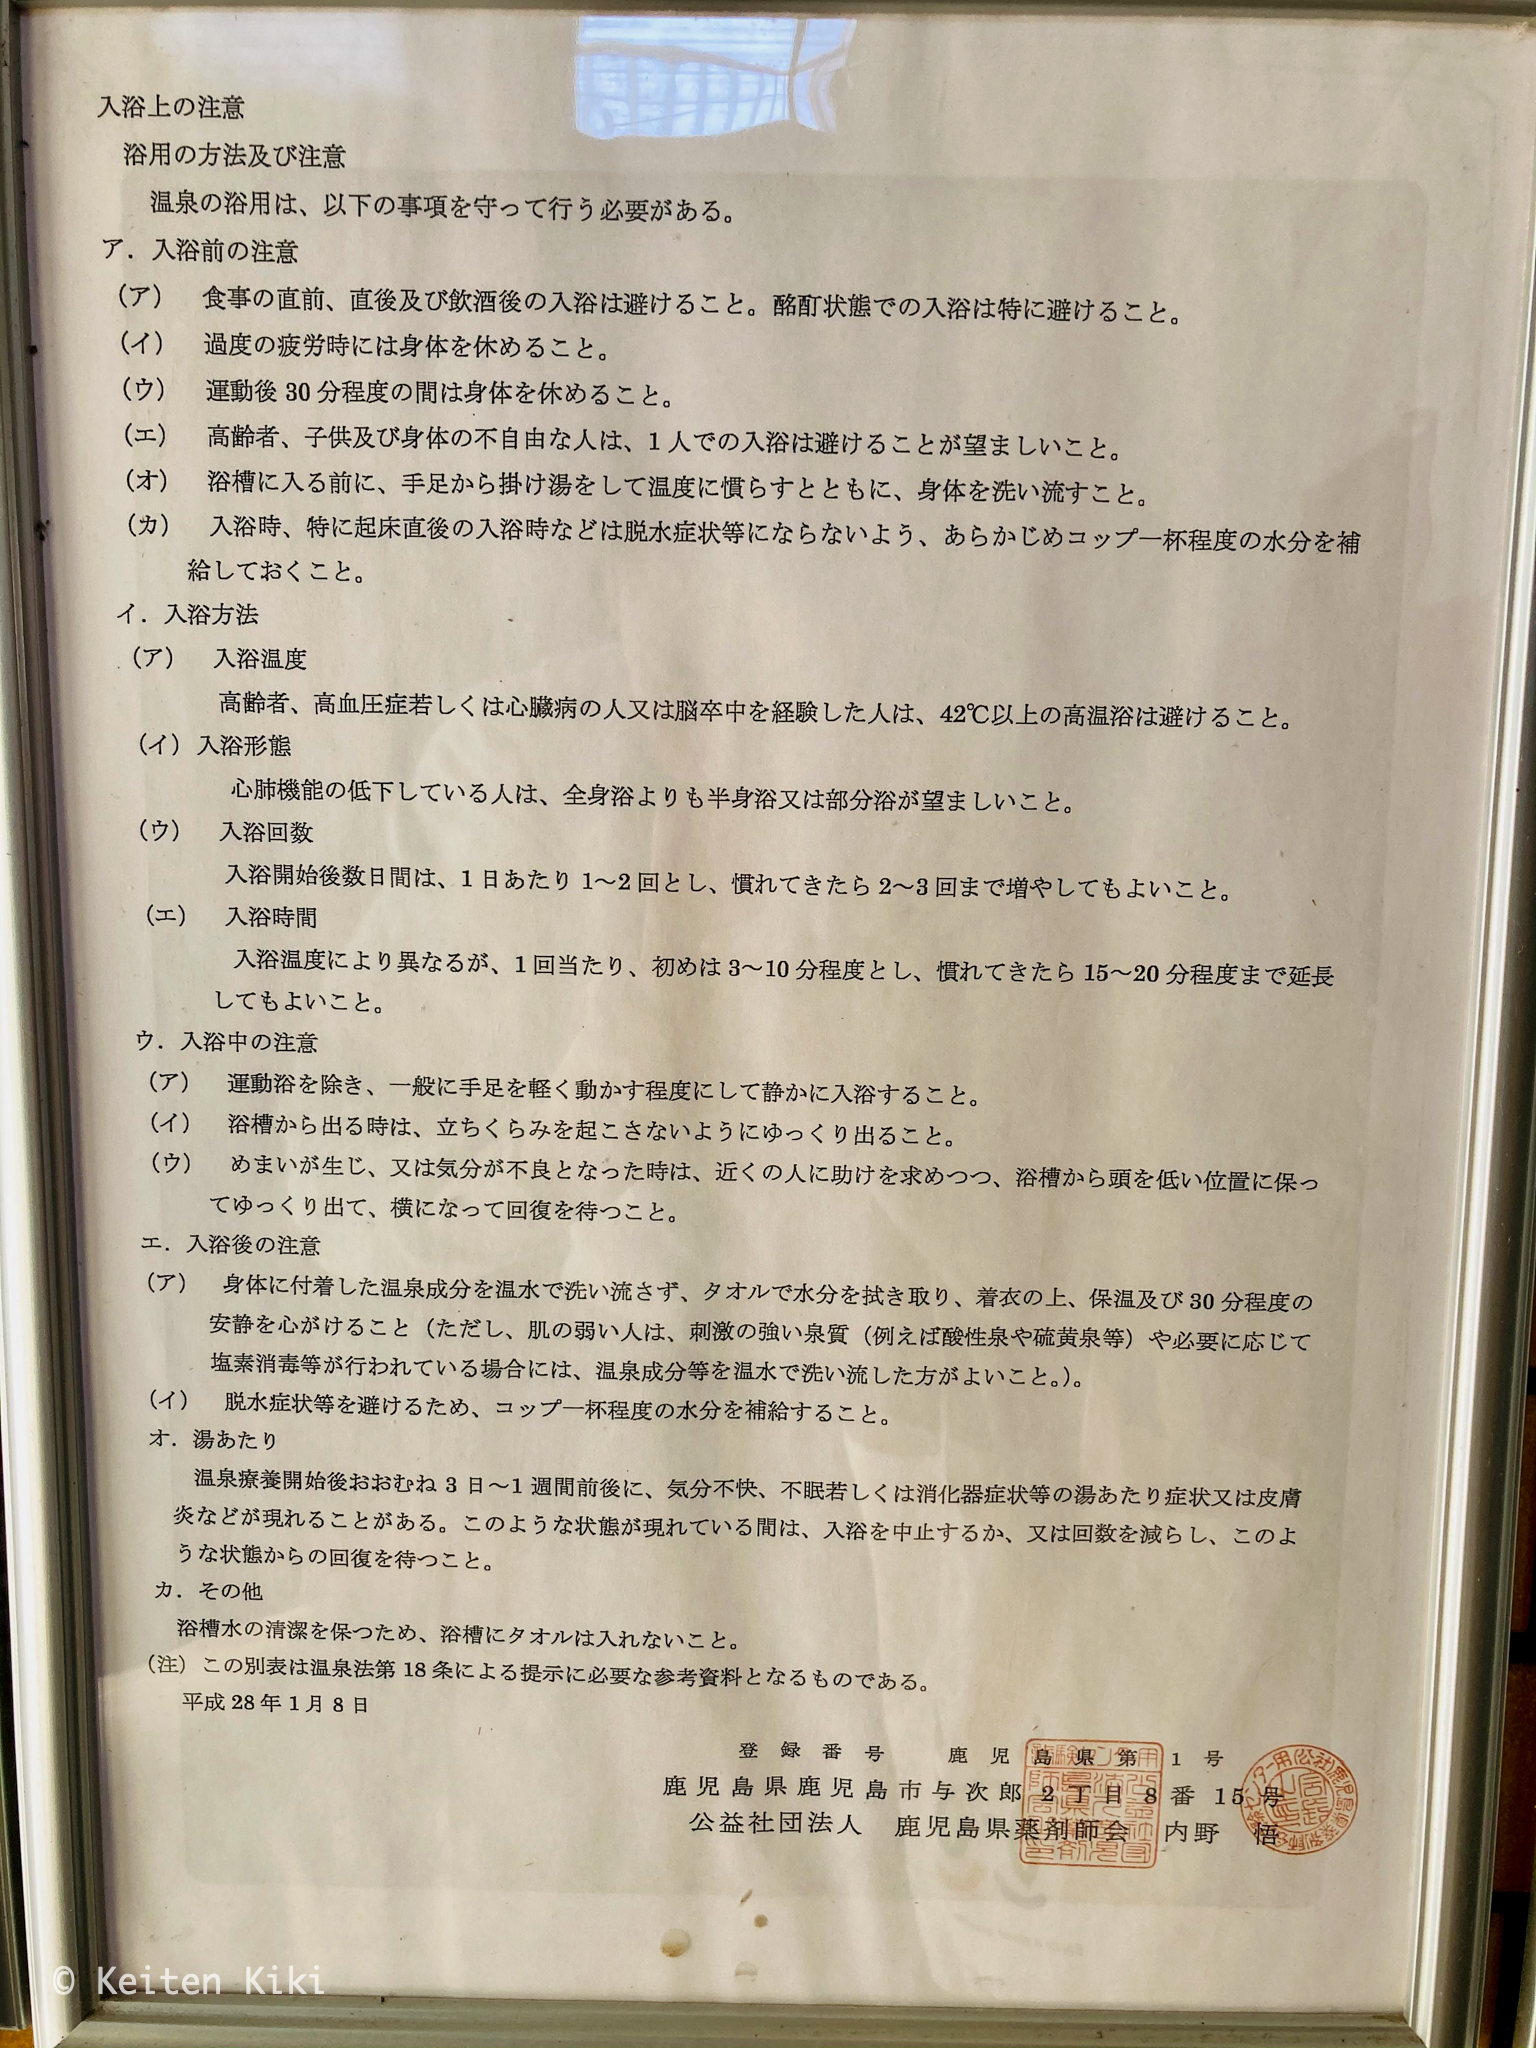 入浴上の注意
浴用の方法及び注意
温泉の浴用は、以下の事項を守って行う必要がある。
ア．入浴前の注意
（ア） 食事の直前、直後及び飲酒後の入浴は避けること。酩酊状態での入浴は特に避けること。
（イ） 過度の疲労時には身体を休めること。
（ウ） 運動後 30 分程度の間は身体を休めること。
（エ） 高齢者、子供及び身体の不自由な人は、1 人での入浴は避けることが望ましいこと。
（オ） 浴槽に入る前に、手足から掛け湯をして温度に慣らすとともに、身体を洗い流すこと。
（カ） 入浴時、特に起床直後の入浴時などは脱水症状等にならないよう、あらかじめコップ一杯程度の水分を補
給しておくこと。
イ．入浴方法
（ア） 入浴温度
高齢者、高血圧症若しくは心臓病の人又は脳卒中を経験した人は、42℃以上の高温浴は避けること。
（イ）入浴形態
心肺機能の低下している人は、全身浴よりも半身浴又は部分浴が望ましいこと。
（ウ） 入浴回数
入浴開始後数日間は、1 日あたり 1～2 回とし、慣れてきたら 2～3 回まで増やしてもよいこと。
（エ） 入浴時間
入浴温度により異なるが、1 回当たり、初めは 3～10 分程度とし、慣れてきたら 15～20 分程度まで延長
してもよいこと。
ウ．入浴中の注意
（ア） 運動浴を除き、一般に手足を軽く動かす程度にして静かに入浴すること。
（イ） 浴槽から出る時は、立ちくらみを起こさないようにゆっくり出ること。
（ウ） めまいが生じ、又は気分が不良となった時は、近くの人に助けを求めつつ、浴槽から頭を低い位置に保っ
てゆっくり出て、横になって回復を待つこと。
エ．入浴後の注意
（ア） 身体に付着した温泉成分を温水で洗い流さず、タオルで水分を拭き取り、着衣の上、保温及び 30 分程度の
安静を心がけること（ただし、肌の弱い人は、刺激の強い泉質（例えば酸性泉や硫黄泉等）や必要に応じて
塩素消毒等が行われている場合には、温泉成分等を温水で洗い流した方がよいこと。）。
（イ） 脱水症状等を避けるため、コップ一杯程度の水分を補給すること。
オ．湯あたり
温泉療養開始後おおむね 3 日～1 週間前後に、気分不快、不眠若しくは消化器症状等の湯あたり症状又は皮膚
炎などが現れることがある。このような状態が現れている間は、入浴を中止するか、又は回数を減らし、このよ
うな状態からの回復を待つこと。
カ．その他
浴槽水の清潔を保つため、浴槽にタオルは入れないこと。
（注）この別表は温泉法第 18 条による提示に必要な参考資料となるものである。
平成 28 年 1 月 8 日
登録番号 鹿児島県第 1 号
鹿児島県鹿児島市与次郎 2 丁目 8 番 15 号
公益社団法人 鹿児島県薬剤師会 内野 悟
© Keiten Kiki